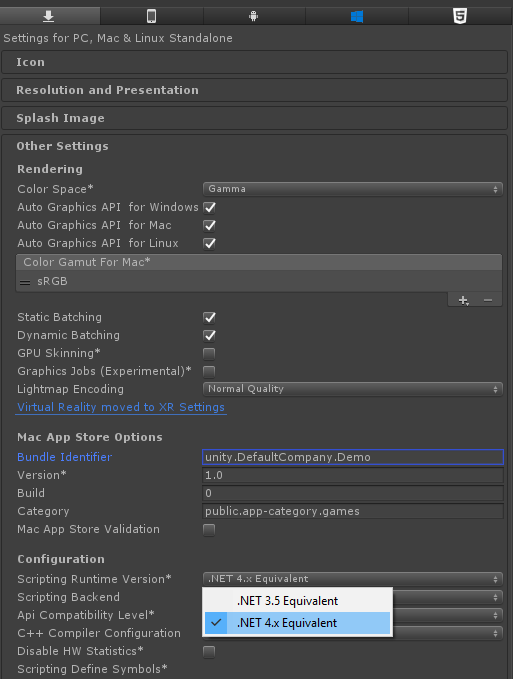 Settings for PC, Mac & Linux Standalone
Icon
Resolution and Presentation
Splash Image
Other Settings
Rendering
Color Space* Gamma
Auto Graphics API for Windows
Auto Graphics API for Mac
Auto Graphics API for Linux
Color Gamut For Mac*
sRGB
Static Batching
Dynamic Batching
GPU Skinning*
Graphics Jobs (Experimental)*
Lightmap Encoding Normal Quality
Virtual Reality moved to XR Settings
Mac App Store Options
Bundle Identifier unity.DefaultCompany.Demo
Version* 1.0
Build 0
Category public.app-category.games
Mac App Store Validation
Configuration
Scripting Runtime Version* .NET 4.x Equivalent
Scripting Backend .NET 3.5 Equivalent
Api Compatibility Level* .NET 4.x Equivalent
C++ Compiler Configuration
Disable HW Statistics*
Scripting Define Symbols*